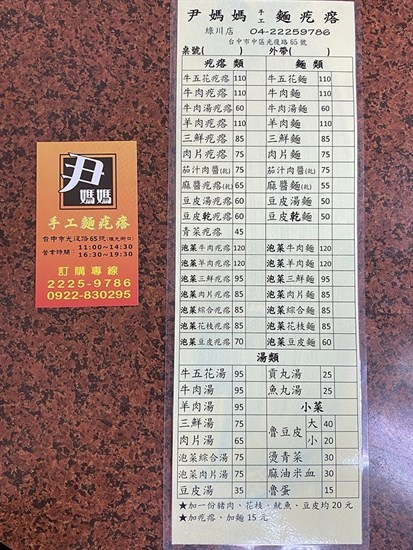 尹
媽媽
手工麵疙瘩
台中市光復路65號
營業時間:
11:00~14:30
16:30~19:30
訂購專線
2225-9786
0922-830295
尹媽媽 手工 麵疙瘩
綠川店 04-22259786
台中市中區光復路65號
桌號( ) 外帶( )
疙瘩類 麵類
牛五花疙瘩 110 牛五花麵 110
牛肉疙瘩 110 牛肉麵 110
牛肉湯疙瘩 60 牛肉湯麵 60
羊肉疙瘩 110 羊肉麵 110
三鮮疙瘩 85 三鮮麵 85
肉片疙瘩 75 肉片麵 75
茄汁肉醬(乾) 75 茄汁肉醬(乾) 75
麻醬疙瘩(乾) 65 麻醬麵(乾) 55
豆皮湯疙瘩 60 豆皮湯麵 50
豆皮乾疙瘩 60 豆皮乾麵 50
青菜疙瘩 45
泡菜牛肉疙瘩 120 泡菜牛肉麵 120
泡菜羊肉疙瘩 120 泡菜羊肉麵 120
泡菜三鮮疙瘩 95 泡菜三鮮麵 95
泡菜肉片疙瘩 85 泡菜肉片麵 85
泡菜綜合疙瘩 85 泡菜綜合麵 85
泡菜花枝疙瘩 85 泡菜花枝麵 85
泡菜豆皮疙瘩 70 泡菜豆皮麵 60
湯類
牛五花湯 95 貢丸湯 25
牛肉湯 95 魚丸湯 25
羊肉湯 95 小菜
三鮮湯 75 魯豆皮 大 40
肉片湯 65 小 20
泡菜綜合湯 75 燙青菜 30
泡菜肉片湯 75 麻油米血 30
豆皮湯 35 魯蛋 15
★加一份豬肉、花枝、魷魚、豆皮均20元
★加疙瘩、加麵15元